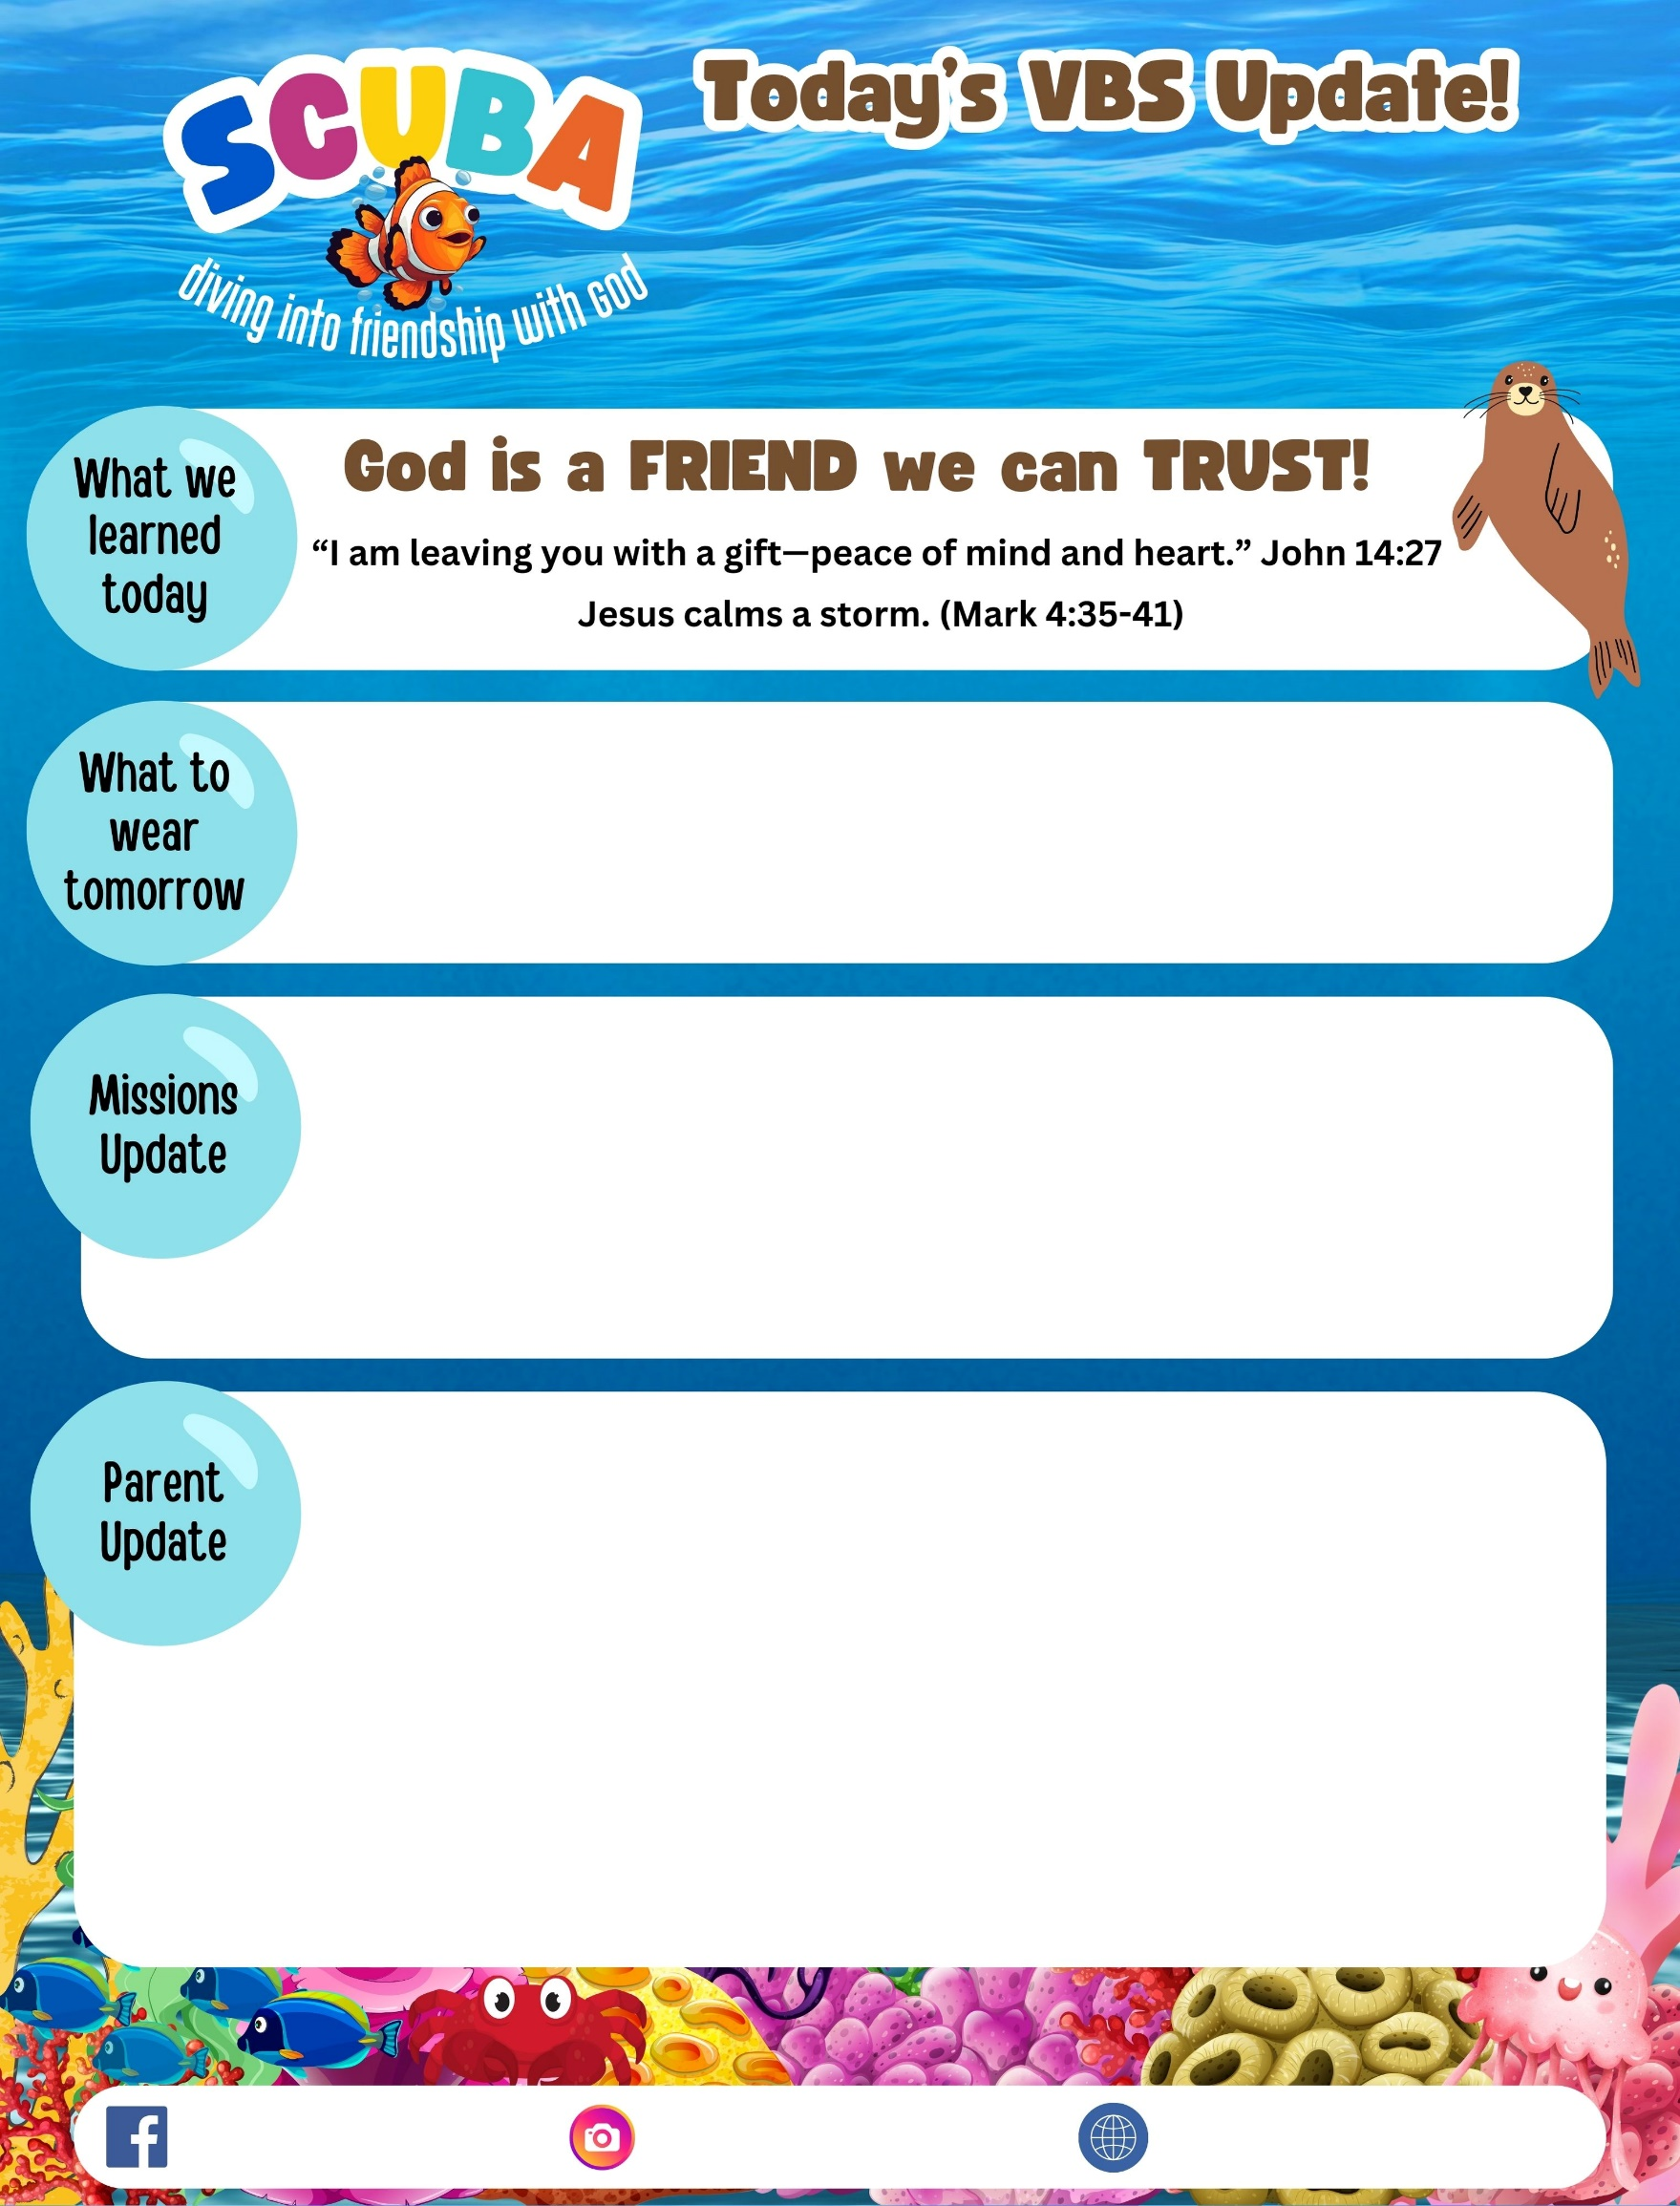 SCUBA
diving into friendship with GOD
Today's VBS Update!
What we
learned
today
God is a FRIEND we can TRUST!
“I am leaving you with a gift—peace of mind and heart.” John 14:27
Jesus calms a storm. (Mark 4:35-41)
What to
wear
tomorrow
Missions
Update
Parent
Update